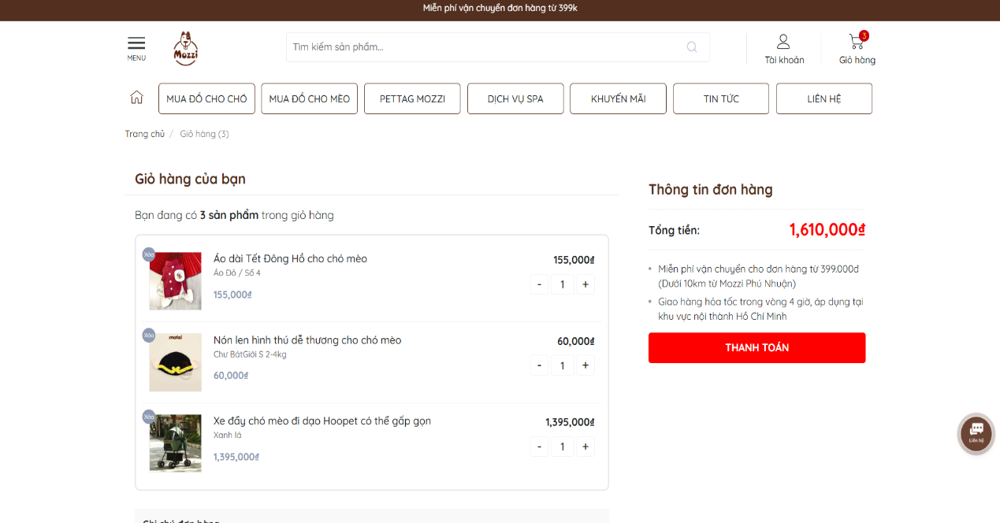 Miễn phí vận chuyển đơn hàng từ 399k
MENU
Mozzi
Tìm kiếm sản phẩm...
Tài khoản
3
Giỏ hàng
MUA ĐỒ CHO CHÓ
MUA ĐỒ CHO MÈO
PETTAG MOZZI
DỊCH VỤ SPA
KHUYẾN MÃI
TIN TỨC
LIÊN HỆ
Trang chủ / Giỏ hàng (3)
Giỏ hàng của bạn
Bạn đang có 3 sản phẩm trong giỏ hàng
Xóa
Áo dài Tết Đông Hồ cho chó mèo
Áo Đỏ / Số 4
155,000₫
155,000₫
- 1 +
Xóa
mozzi
Nón len hình thú dễ thương cho chó mèo
Chư BátGiới S 2-4kg
60,000₫
60,000₫
- 1 +
Xóa
Xe đẩy chó mèo đi dạo Hoopet có thể gấp gọn
Xanh lá
1,395,000₫
1,395,000₫
- 1 +
Thông tin đơn hàng
Tổng tiền: 1,610,000₫
Miễn phí vận chuyển cho đơn hàng từ 399.000đ
(Dưới 10km từ Mozzi Phú Nhuận)
Giao hàng hỏa tốc trong vòng 4 giờ, áp dụng tại
khu vực nội thành Hồ Chí Minh
THANH TOÁN
Liên hệ
Ghi chú đơn hàng